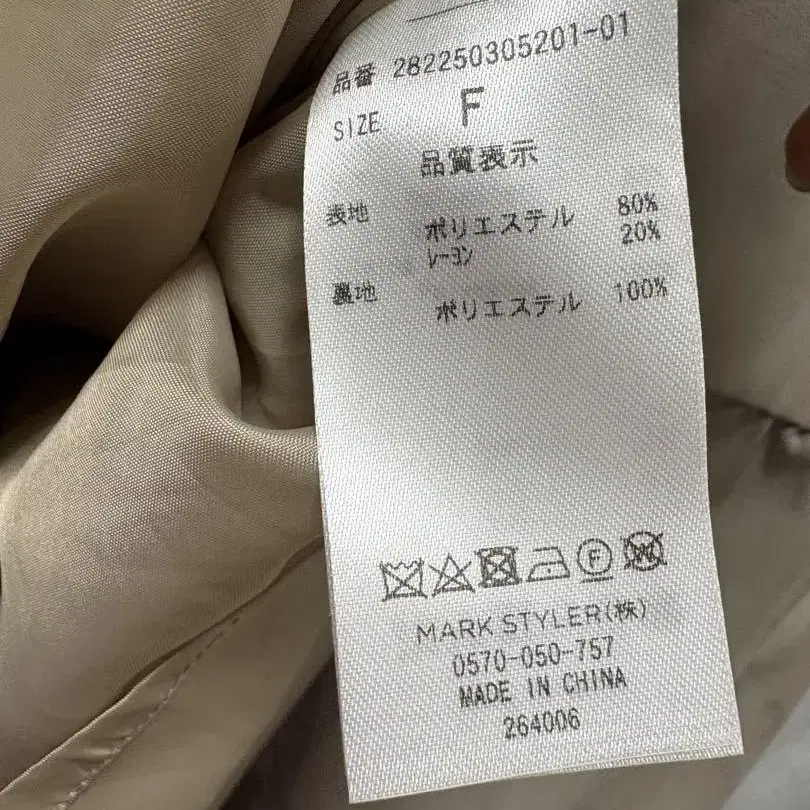 品番 282250305201-01
SIZE F
品質表示
表地 ポリエステル 80%
レーヨン 20%
裏地 ポリエステル 100%
F W
MARK STYLER(株)
0570-050-757
MADE IN CHINA
264006